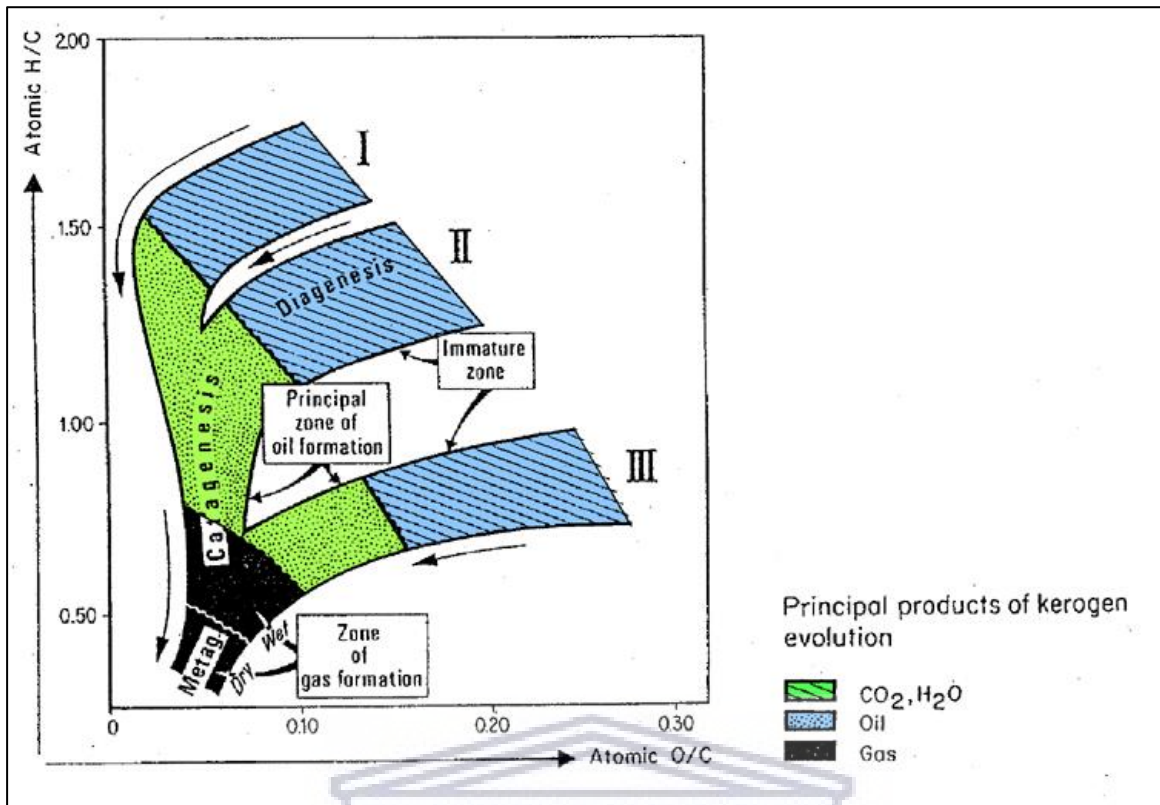 Atomic H/C
2.00
1.50
1.00
0.50
I
II
III
Diagenesis
Immature
zone
Principal
zone of
oil formation
Catagenesis
Metag.
Dry
Wet
Zone
of
gas formation
0
0.10
0.20
0.30
Atomic O/C
Principal products of kerogen
evolution
CO2, H2O
Oil
Gas